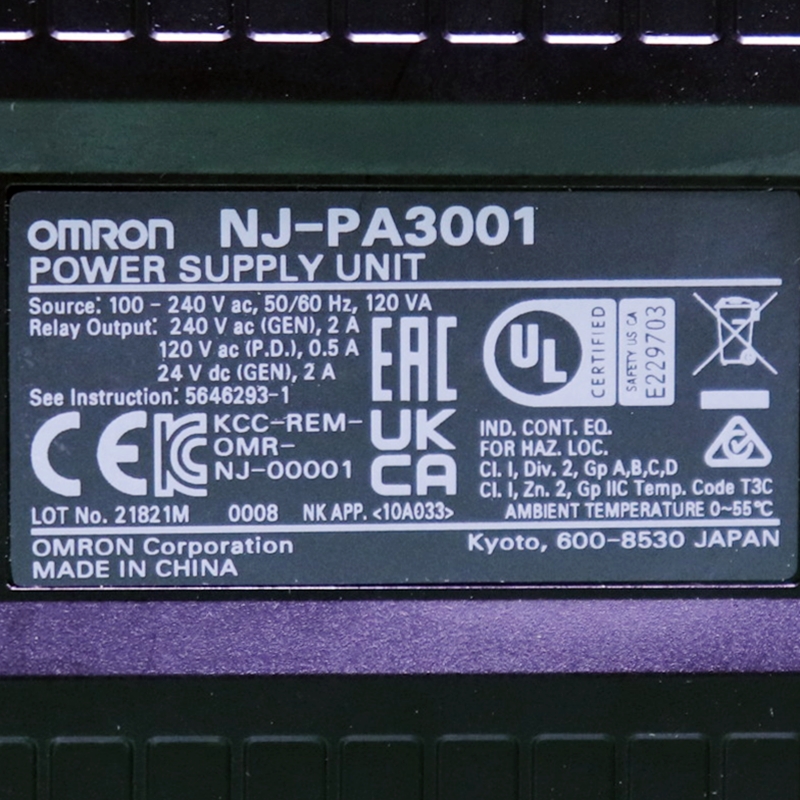 OMRON NJ-PA3001
POWER SUPPLY UNIT
Source: 100 - 240 V ac, 50/60 Hz, 120 VA
Relay Output: 240 V ac (GEN), 2 A
120 V ac (P.D.), 0.5 A
24 V dc (GEN), 2 A
See Instruction: 5646293-1
EAC
UL
CERTIFIED
SAFETY US CA
E229703
CE
KC
KCC-REM-
OMR-
NJ-00001
UK
CA
IND. CONT. EQ.
FOR HAZ. LOC.
Cl. I, Div. 2, Gp A,B,C,D
Cl. I, Zn. 2, Gp IIC Temp. Code T3C
LOT No. 21821M 0008 NK APP. <10A033> AMBIENT TEMPERATURE 0~55℃
OMRON Corporation Kyoto, 600-8530 JAPAN
MADE IN CHINA